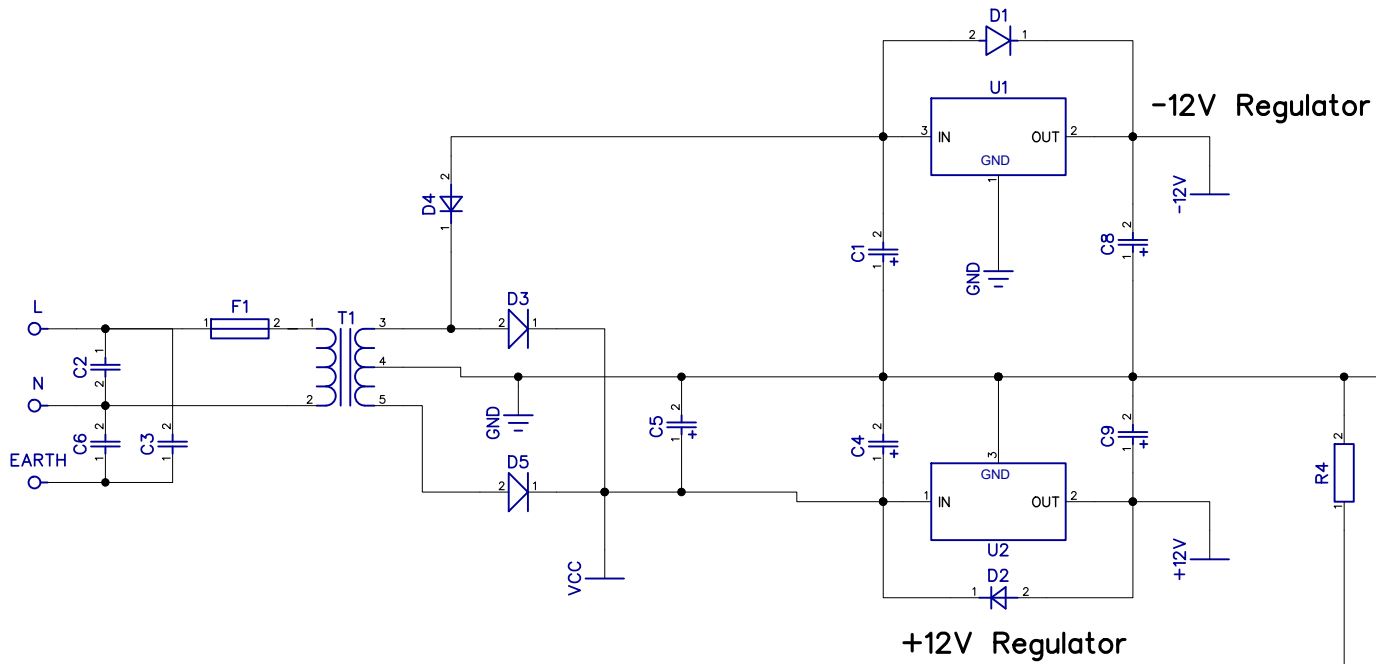 D1
2 1
U1
-12V Regulator
3 IN OUT 2
GND
1
2
D4
1
-12V
2
C1
1
2
C8
1
GND
L
F1
1 2
T1
1 3
D3
2 1
4
C2
1
2
N
2 5
GND
C6
2
1
C3
2
1
EARTH
D5
2 1
C5
2
1
C4
2
1
C9
2
1
3
GND
1 IN OUT 2
U2
R4
2
1
VCC
D2
1 2
+12V
+12V Regulator